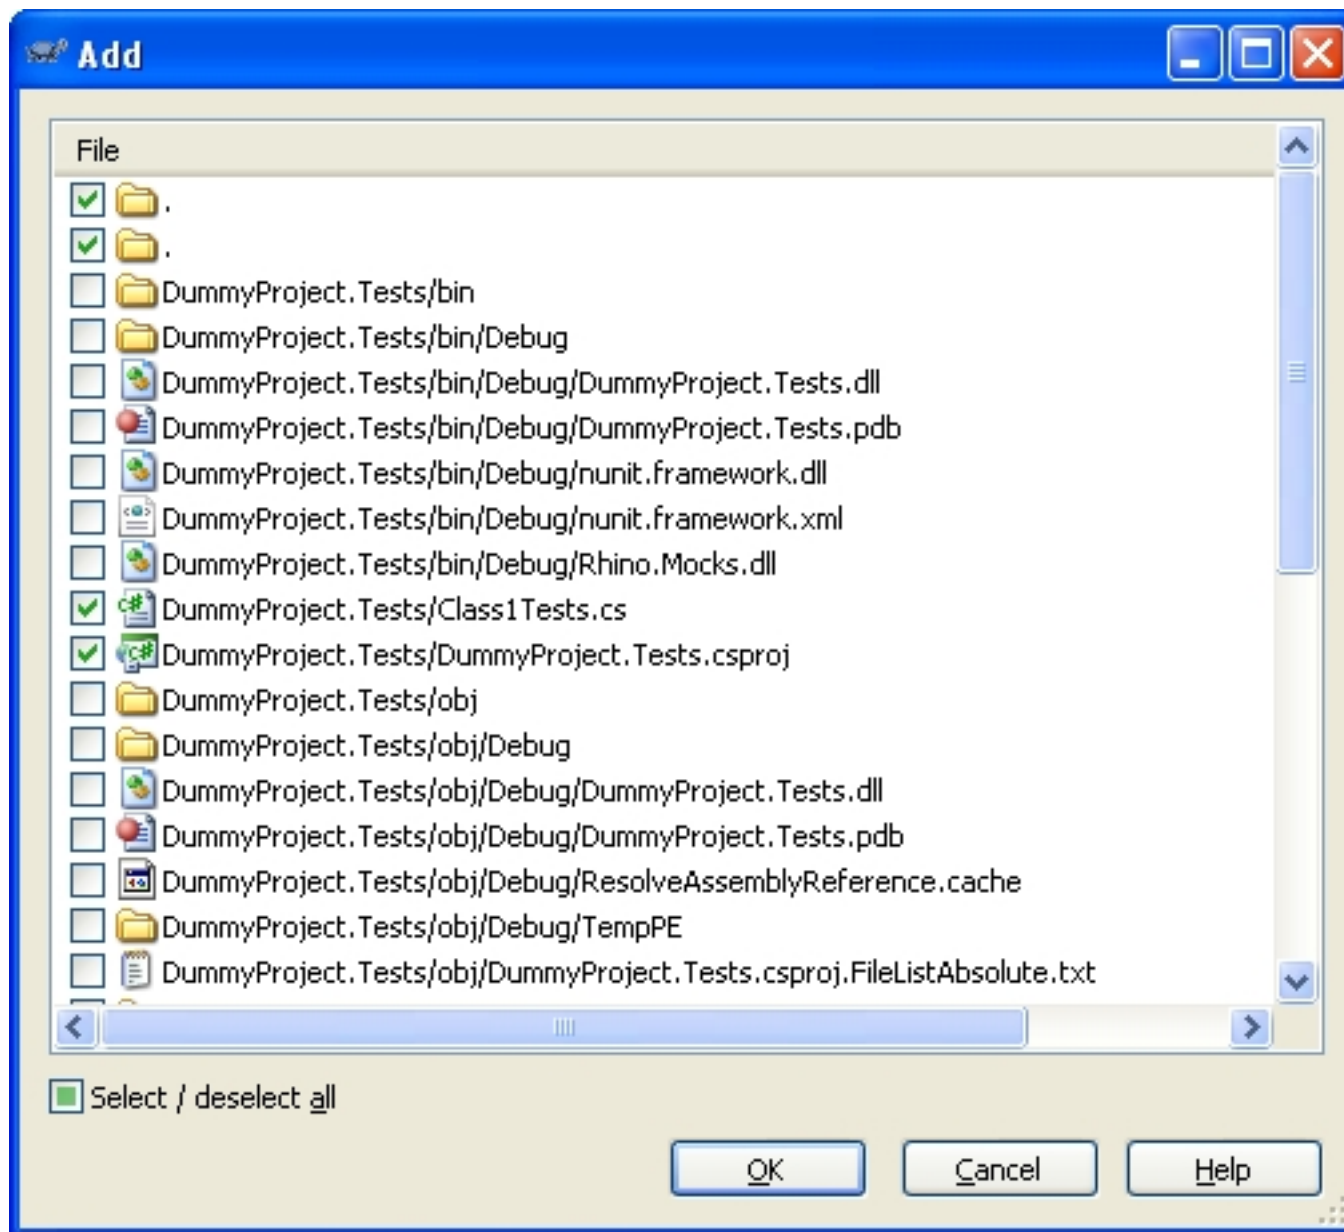 Add
File
.
.
DummyProject.Tests/bin
DummyProject.Tests/bin/Debug
DummyProject.Tests/bin/Debug/DummyProject.Tests.dll
DummyProject.Tests/bin/Debug/DummyProject.Tests.pdb
DummyProject.Tests/bin/Debug/nunit.framework.dll
DummyProject.Tests/bin/Debug/nunit.framework.xml
DummyProject.Tests/bin/Debug/Rhino.Mocks.dll
DummyProject.Tests/Class1Tests.cs
DummyProject.Tests/DummyProject.Tests.csproj
DummyProject.Tests/obj
DummyProject.Tests/obj/Debug
DummyProject.Tests/obj/Debug/DummyProject.Tests.dll
DummyProject.Tests/obj/Debug/DummyProject.Tests.pdb
DummyProject.Tests/obj/Debug/ResolveAssemblyReference.cache
DummyProject.Tests/obj/Debug/TempPE
DummyProject.Tests/obj/DummyProject.Tests.csproj.FileListAbsolute.txt
Select / deselect all
OK Cancel Help